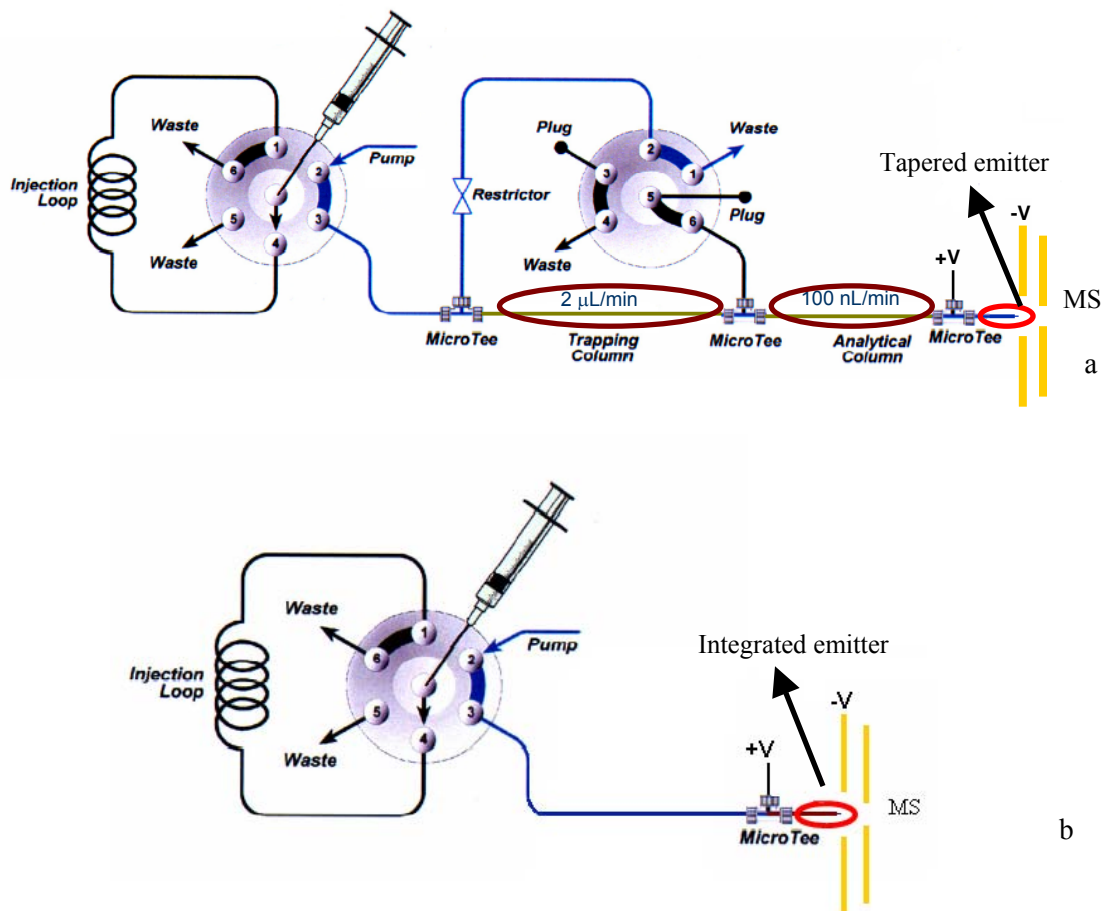 Waste
1
6
2
Pump
Injection
Loop
5
3
Waste
4
Restrictor
Plug
Waste
2
3
1
5
4
6
Plug
Waste
Tapered emitter
-V
+V
MS
2 µL/min
100 nL/min
MicroTee
Trapping
Column
MicroTee
Analytical
Column
MicroTee
a
Waste
1
6
2
Pump
Injection
Loop
5
3
Waste
4
Integrated emitter
-V
+V
MS
MicroTee
b